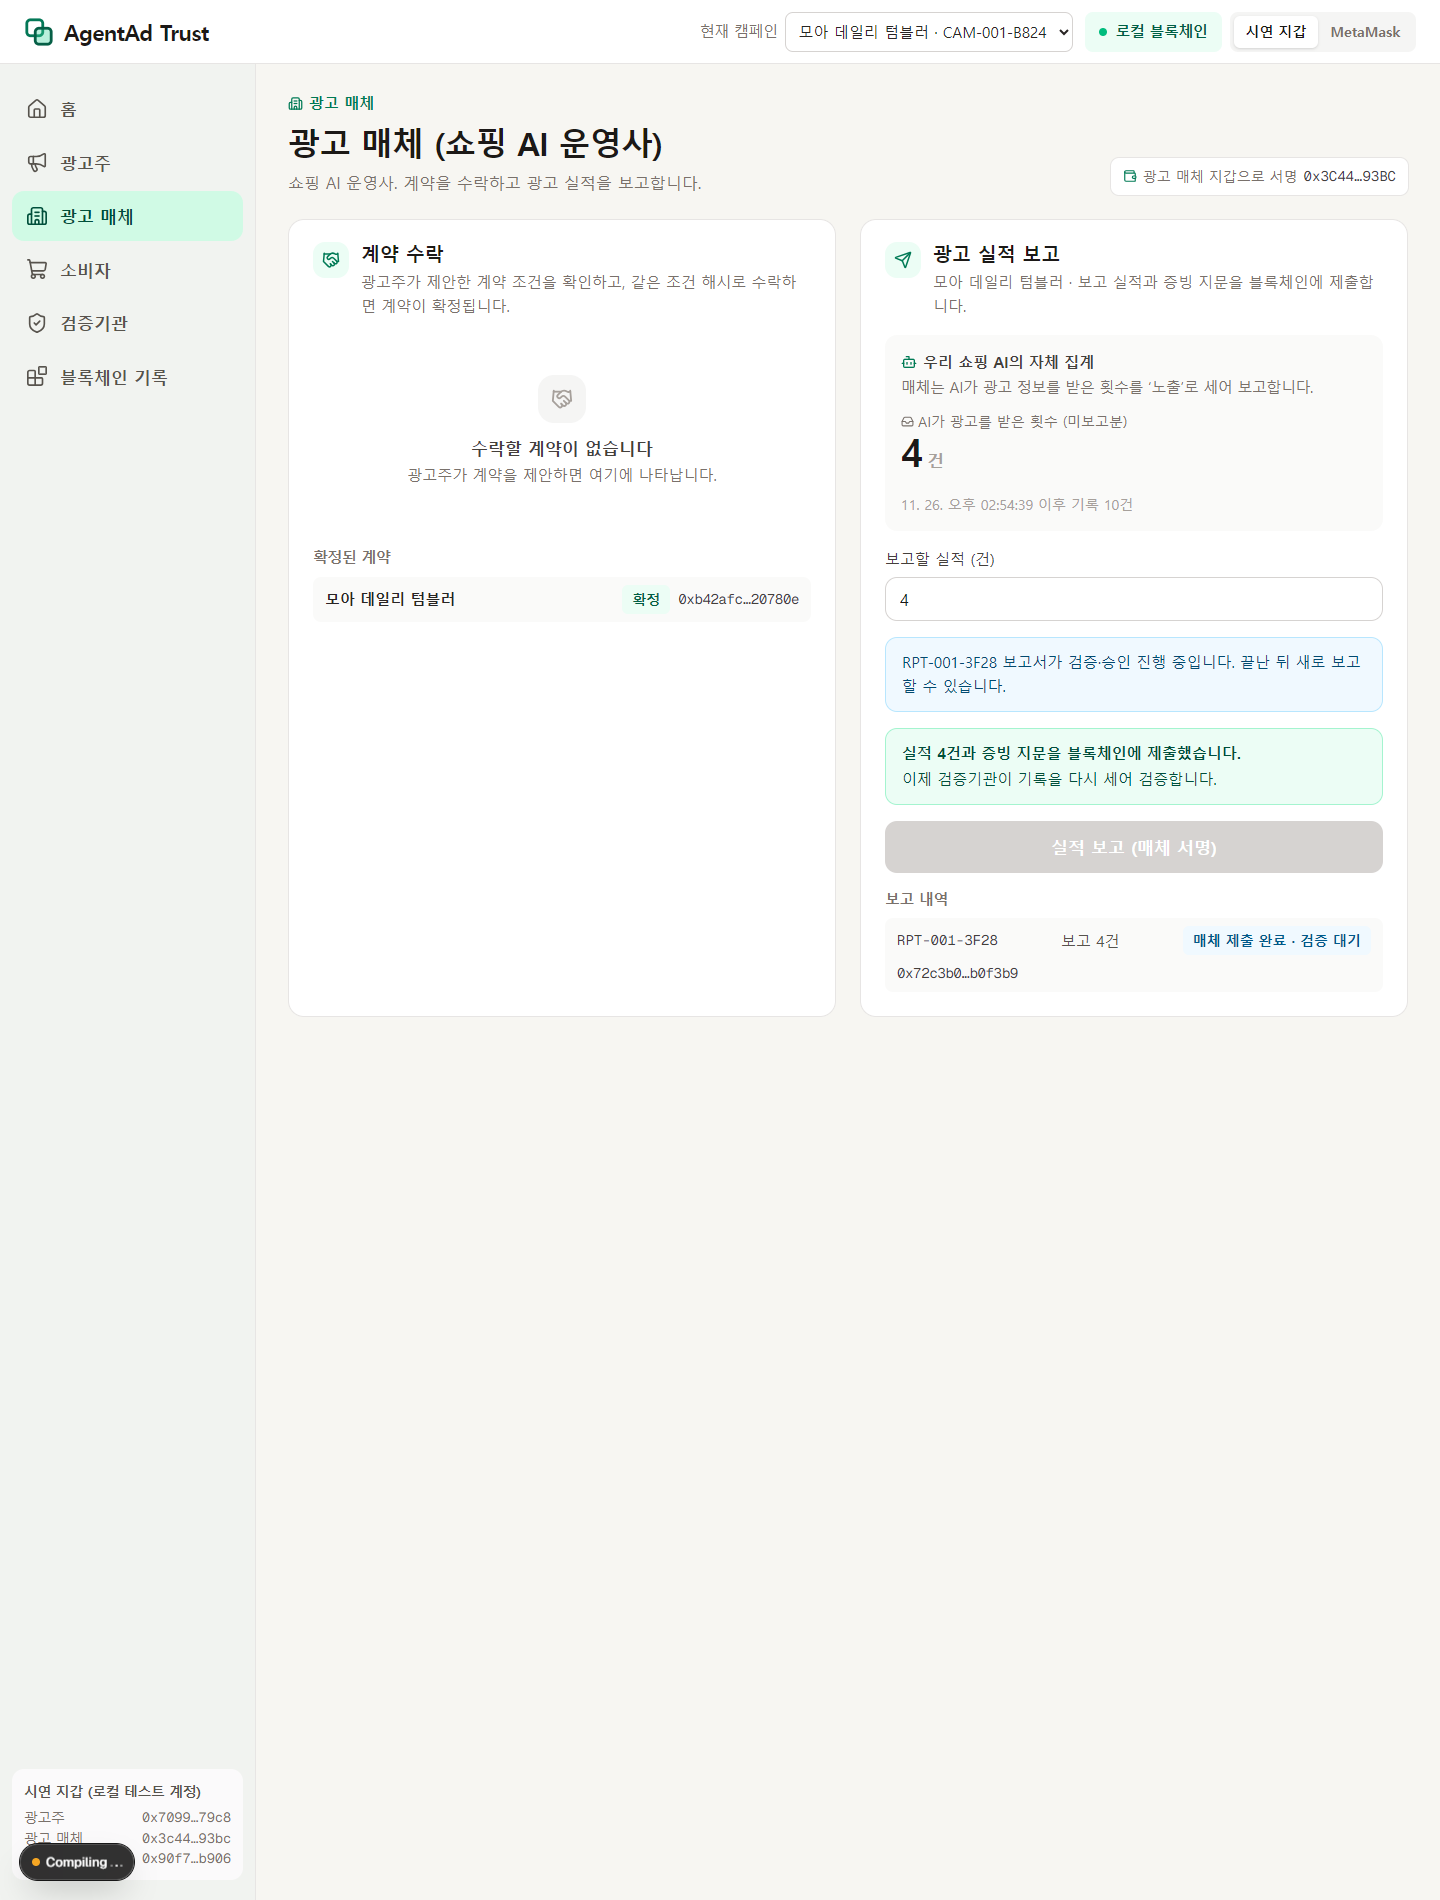 AgentAd Trust
현재 캠페인
모아 데일리 텀블러 · CAM-001-B824
로컬 블록체인
시연 지갑
MetaMask
홈
광고주
광고 매체
소비자
검증기관
블록체인 기록
광고 매체
광고 매체 (쇼핑 AI 운영사)
쇼핑 AI 운영사. 계약을 수락하고 광고 실적을 보고합니다.
광고 매체 지갑으로 서명 0x3C44…93BC
계약 수락
광고주가 제안한 계약 조건을 확인하고, 같은 조건 해시로 수락하
면 계약이 확정됩니다.
수락할 계약이 없습니다
광고주가 계약을 제안하면 여기에 나타납니다.
확정된 계약
모아 데일리 텀블러
확정
0xb42afc…20780e
광고 실적 보고
모아 데일리 텀블러 · 보고 실적과 증빙 지문을 블록체인에 제출합
니다.
우리 쇼핑 AI의 자체 집계
매체는 AI가 광고 정보를 받은 횟수를 ‘노출’로 세어 보고합니다.
AI가 광고를 받은 횟수 (미보고분)
4 건
11. 26. 오후 02:54:39 이후 기록 10건
보고할 실적 (건)
4
RPT-001-3F28 보고서가 검증·승인 진행 중입니다. 끝난 뒤 새로 보고
할 수 있습니다.
실적 4건과 증빙 지문을 블록체인에 제출했습니다.
이제 검증기관이 기록을 다시 세어 검증합니다.
실적 보고 (매체 서명)
보고 내역
RPT-001-3F28
보고 4건
매체 제출 완료 · 검증 대기
0x72c3b0…b0f3b9
시연 지갑 (로컬 테스트 계정)
광고주 0x7099…79c8
광고 매체 0x3c44…93bc
0x90f7…b906
Compiling ...